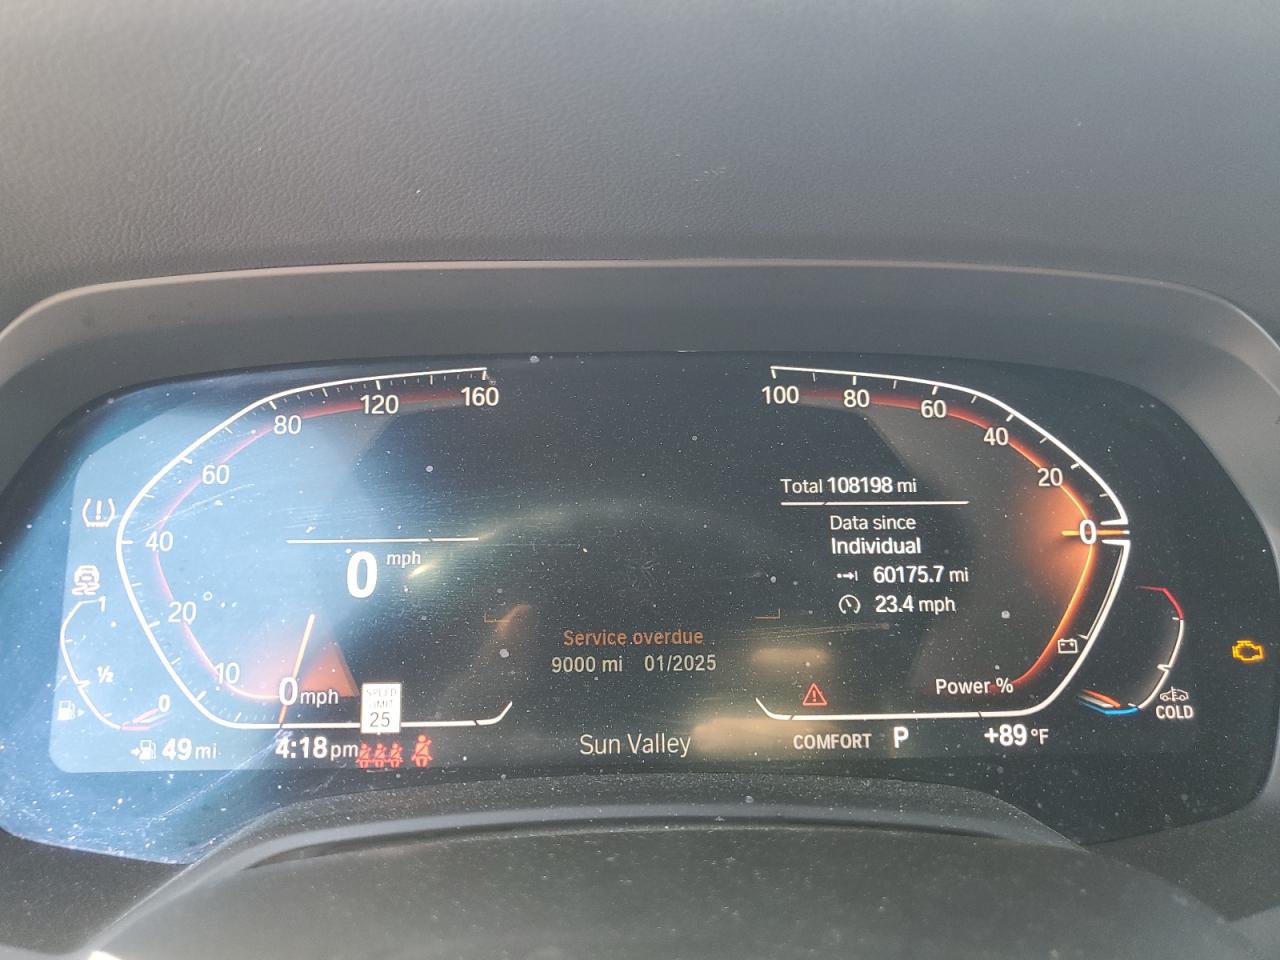 160
120
80
60
40
20
10
0 mph
0 mph
SPEED
LIMIT
25
1
½
0
49 mi
4:18 pm
Service overdue
9000 mi 01/2025
Sun Valley
100
80
60
40
20
0
Total 108198 mi
Data since
Individual
60175.7 mi
23.4 mph
Power %
COMFORT P
+89 °F
COLD